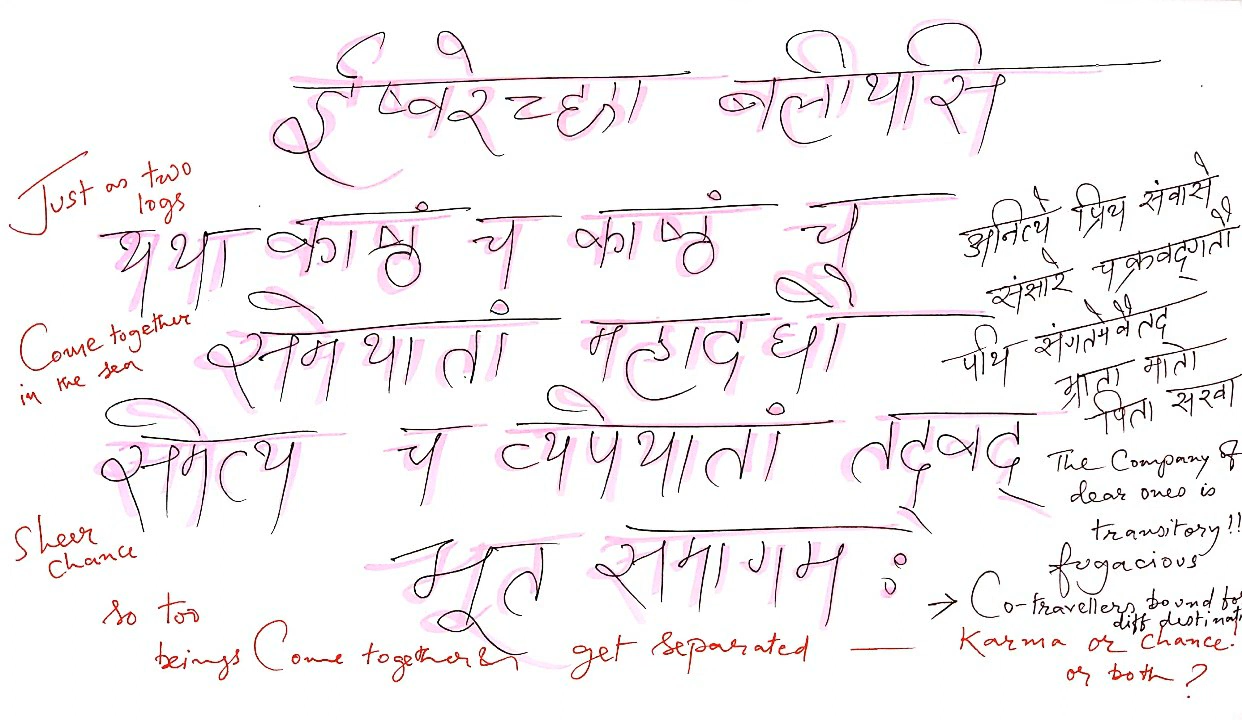 ईष्वरेच्छा बलीयसि
Just as two
logs
यथा काष्ठं च काष्ठं च
Come together
in the sea
समेयातां महादधौ
समेत्य च व्यपेयातां तद्वद्
Sheer
chance
भूत समागम :
so too
beings Come together & get separated —
अनित्ये प्रिय संवासे
संसारे चक्रवद्गतौ
पथि संगतमेवैतद्
भ्राता माता
पिता सखा
The Company of
dear ones is
transitory!!
fugacious
→ Co-travellers bound for
diff destinati
Karma or chance.
or both ?